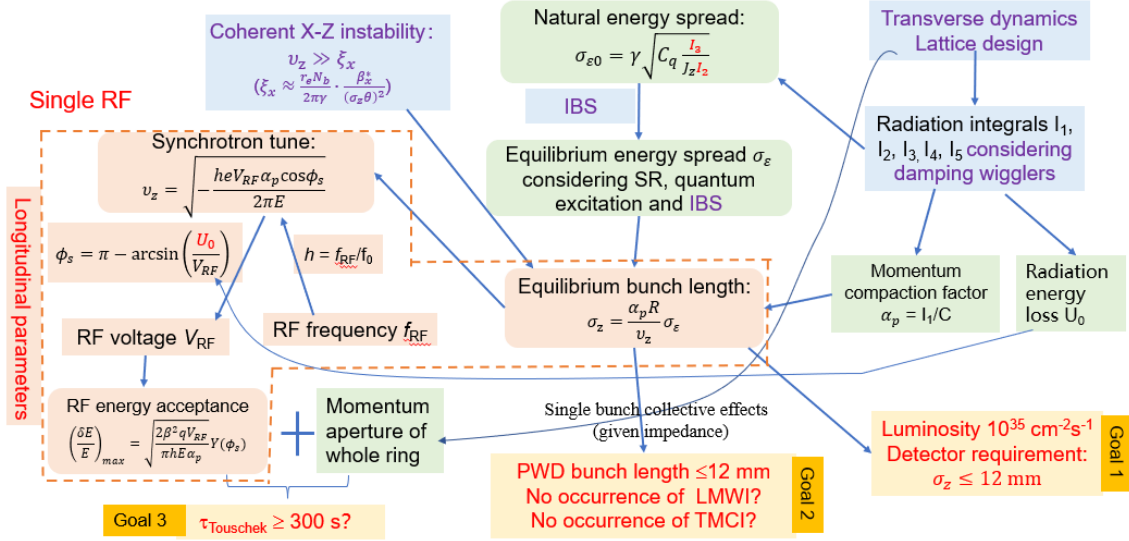 Coherent X-Z instability:
υz ≫ ξx
(ξx ≈ reNb/2πγ · βx*/(σzθ)²)
Natural energy spread:
σε0 = γ√(Cq I3/JzI2)
Transverse dynamics
Lattice design
Single RF
IBS
Synchrotron tune:
υz = √(−heVRFαpcosϕs/2πE)
Equilibrium energy spread σε
considering SR, quantum
excitation and IBS
Radiation integrals I1,
I2, I3, I4, I5 considering
damping wigglers
Longitudinal parameters
ϕs = π − arcsin(U0/VRF)
h = fRF/f0
Equilibrium bunch length:
σz = αpR/υz σε
Momentum
compaction factor
αp = I1/C
Radiation
energy
loss U0
RF voltage VRF
RF frequency fRF
RF energy acceptance
(δE/E)max = √(2β²qVRF/πhEαp) Y(ϕs)
+
Momentum
aperture of
whole ring
Single bunch collective effects
(given impedance)
Luminosity 10³⁵ cm-2s-1
Detector requirement:
σz ≤ 12 mm
Goal 1
PWD bunch length ≤12 mm
No occurrence of LMWI?
No occurrence of TMCI?
Goal 2
Goal 3
τTouschek ≥ 300 s?